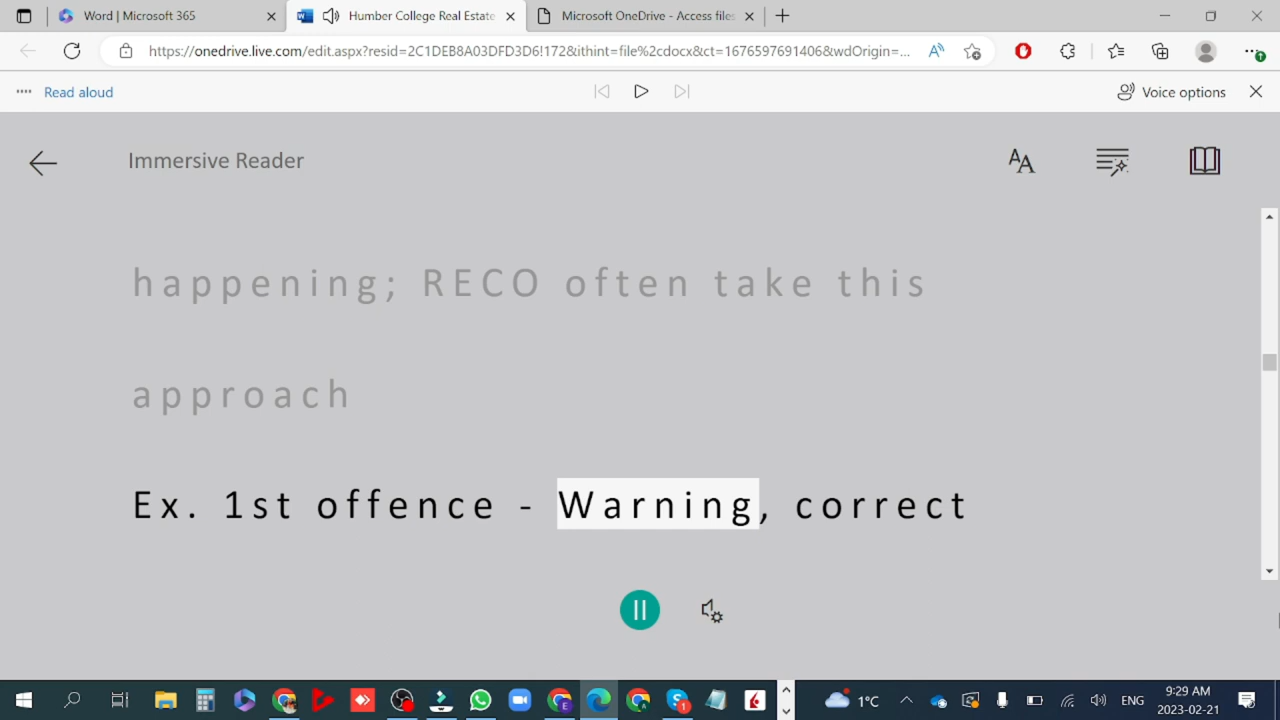 Word | Microsoft 365
Humber College Real Estate
Microsoft OneDrive - Access files
https://onedrive.live.com/edit.aspx?resid=2C1DEB8A03DFD3D6!172&ithint=file%2cdocx&ct=1676597691406&wdOrigin=...
Read aloud
Voice options
Immersive Reader
happening; RECO often take this
approach
Ex. 1st offence - Warning, correct
1°C
ENG
9:29 AM
2023-02-21